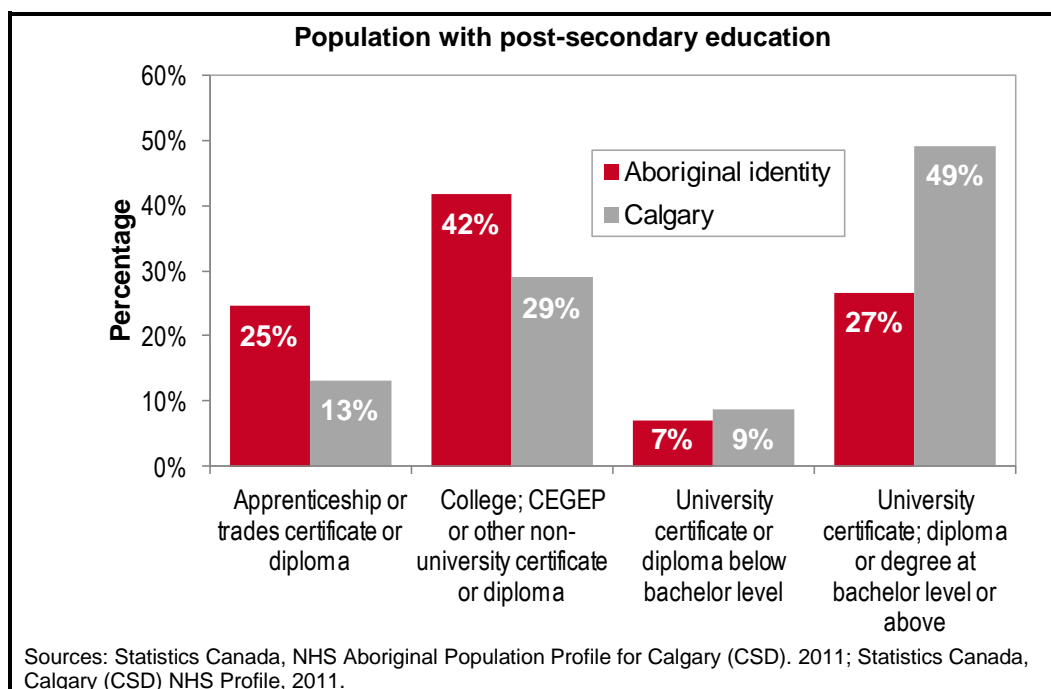 Population with post-secondary education
60%
50%
40%
30%
20%
10%
0%
Percentage
Aboriginal identity
Calgary
25%
13%
42%
29%
7%
9%
27%
49%
Apprenticeship or
trades certificate or
diploma
College; CEGEP
or other non-
university certificate
or diploma
University
certificate or
diploma below
bachelor level
University
certificate; diploma
or degree at
bachelor level or
above
Sources: Statistics Canada, NHS Aboriginal Population Profile for Calgary (CSD). 2011; Statistics Canada,
Calgary (CSD) NHS Profile, 2011.